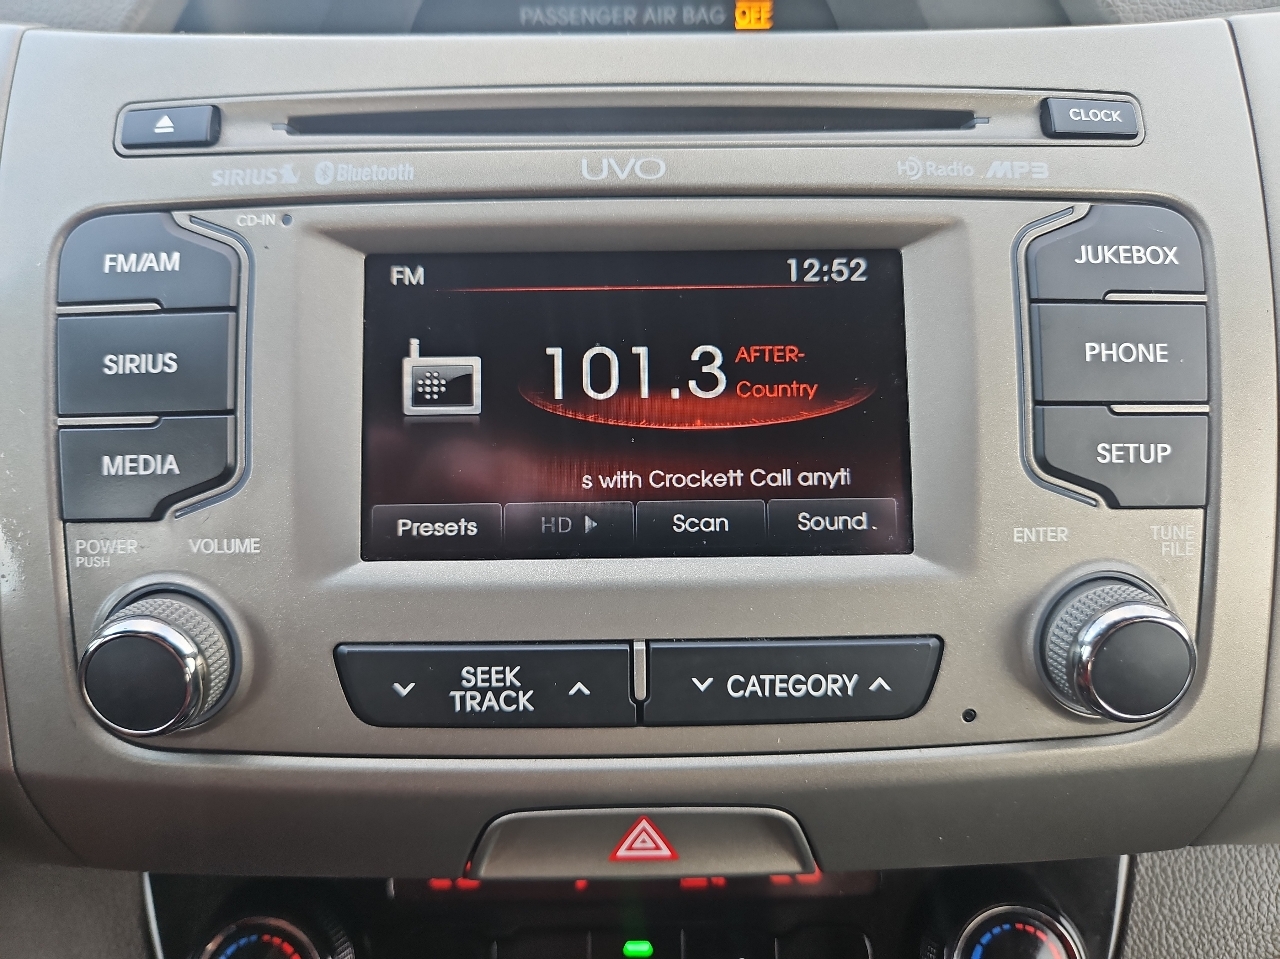 PASSENGER AIR BAG OFF
CLOCK
SIRIUS Bluetooth UVO HD Radio MP3
CD-IN
FM/AM
SIRIUS
MEDIA
JUKEBOX
PHONE
SETUP
FM 12:52
101.3 AFTER-
Country
s with Crockett Call anyti
Presets HD Scan Sound
POWER
PUSH
VOLUME
ENTER
TUNE
FILE
SEEK
TRACK
CATEGORY